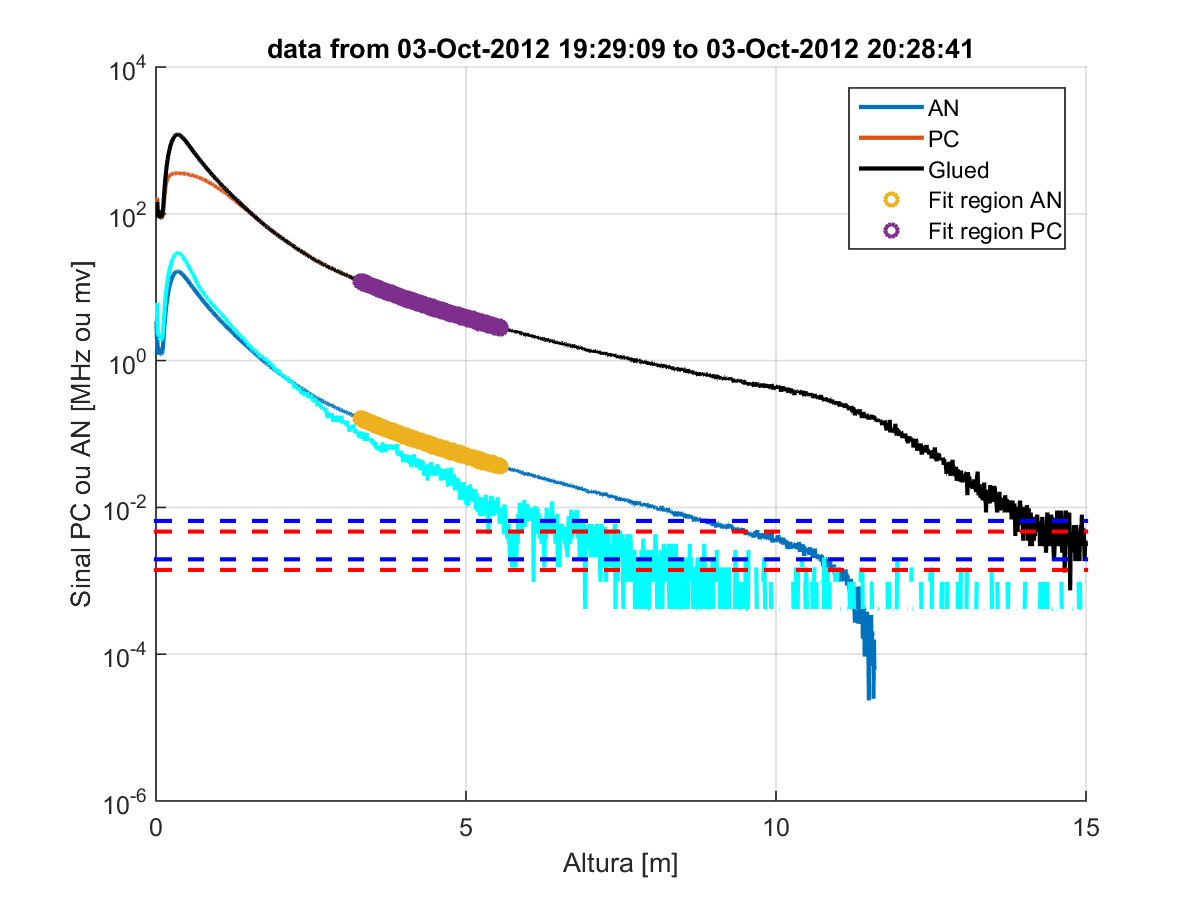 data from 03-Oct-2012 19:29:09 to 03-Oct-2012 20:28:41
Sinal PC ou AN [MHz ou mv]
10^4
10^2
10^0
10^-2
10^-4
10^-6
AN
PC
Glued
Fit region AN
Fit region PC
0 5 10 15
Altura [m]